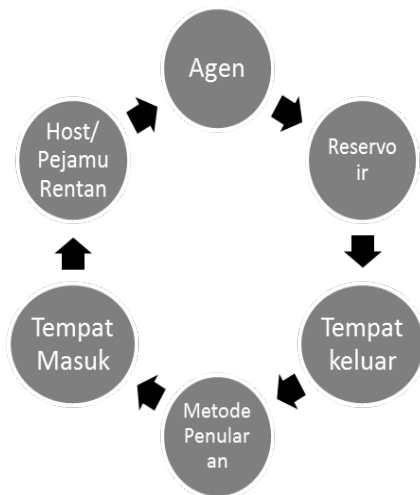 Agen
Reservo
ir
Tempat
keluar
Metode
Penular
an
Tempat
Masuk
Host/
Pejamu
Rentan